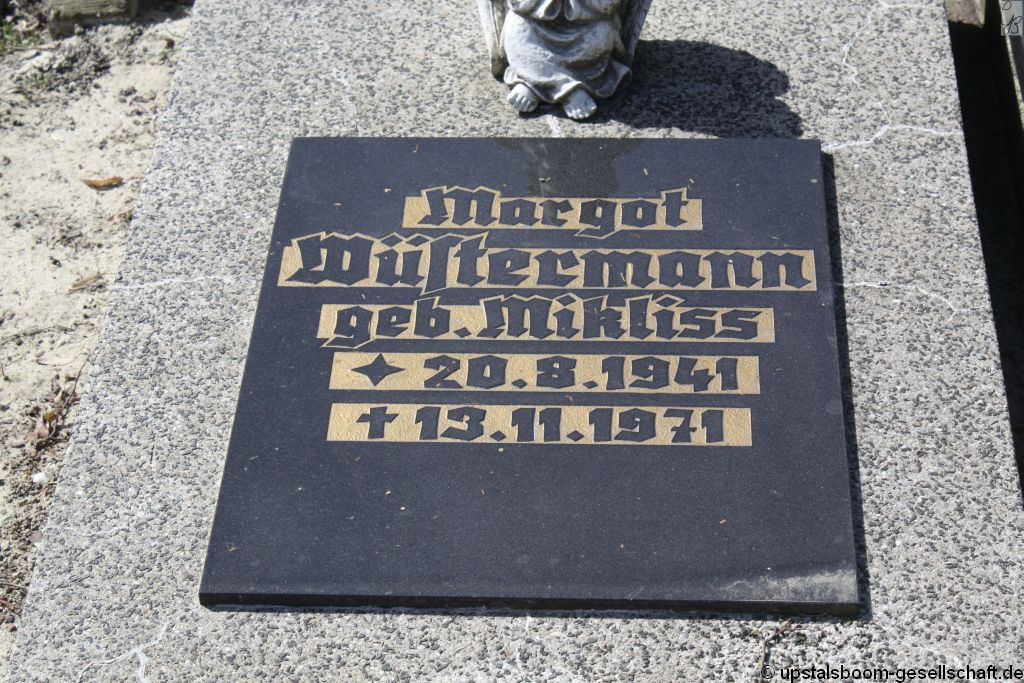 Margot
Wüſtermann
geb. Mikliss
✦ 20.8.1941
✝ 13.11.1971
© upstalsboom-gesellschaft.de